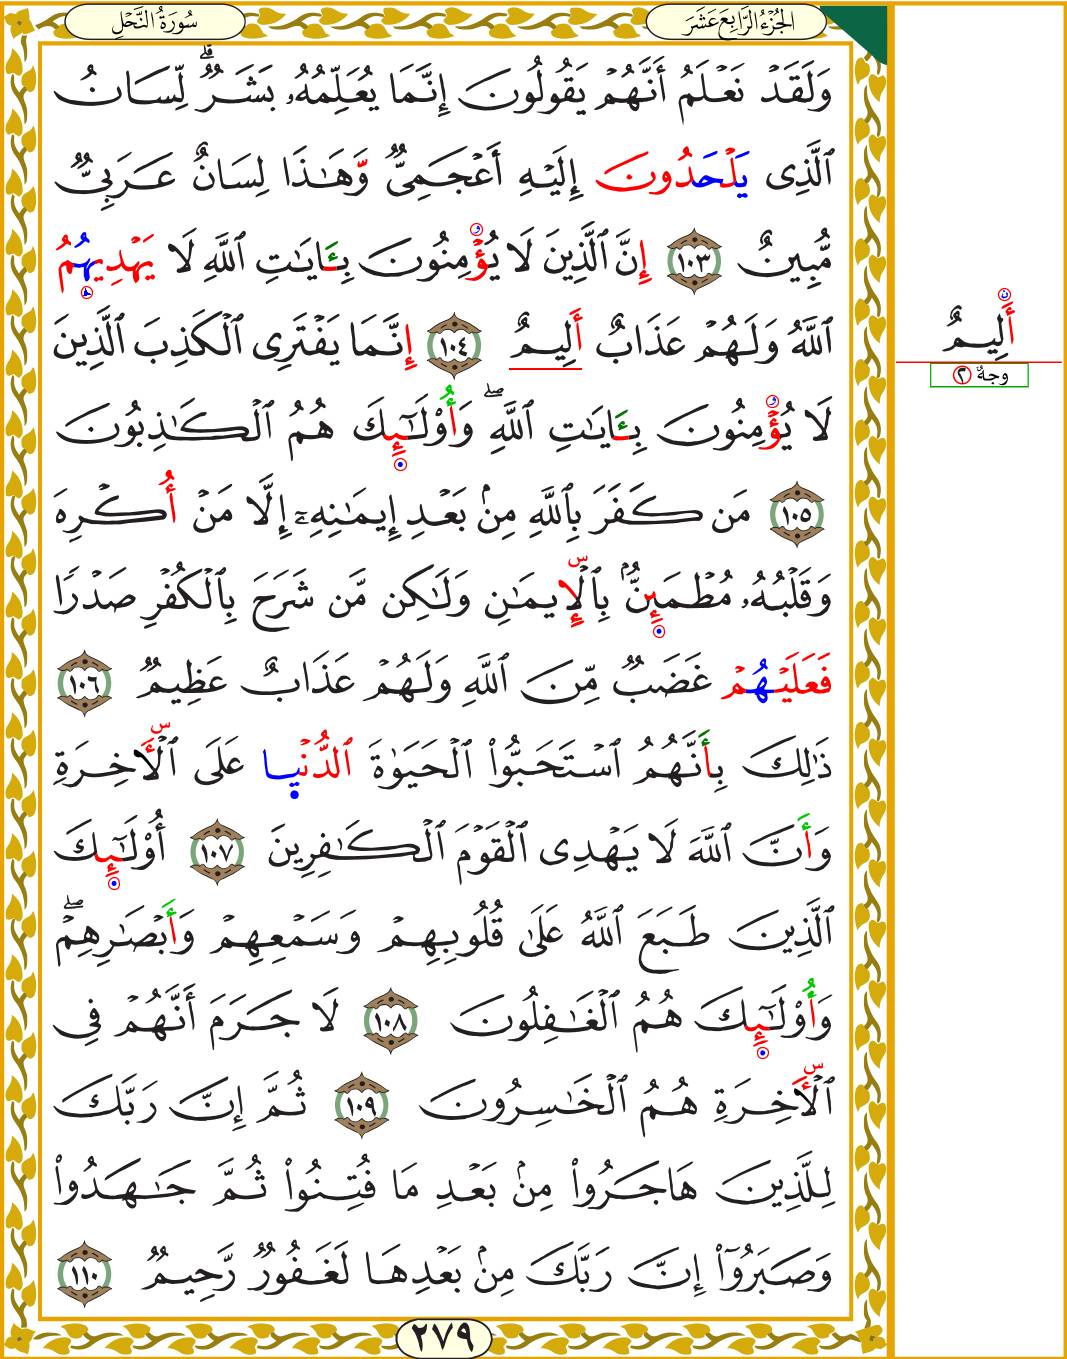 الجُزْءُ الرَّابِعَ عَشَرَ
سُورَةُ النَّحْلِ
وَلَقَدْ نَعْلَمُ أَنَّهُمْ يَقُولُونَ إِنَّمَا يُعَلِّمُهُۥ بَشَرٌۗ لِّسَانُ
ٱلَّذِى يَلْحَدُونَ إِلَيْهِ أَعْجَمِىٌّ وَّهَـٰذَا لِسَانٌ عَرَبِىٌّ
مُّبِينٌ ١٠٣ إِنَّ ٱلَّذِينَ لَا يُؤْمِنُونَ بِـَٔايَـٰتِ ٱللَّهِ لَا يَهْدِيهُمُ
ٱللَّهُ وَلَهُمْ عَذَابٌ أَلِيمٌ ١٠٤ إِنَّمَا يَفْتَرِى ٱلْكَذِبَ ٱلَّذِينَ
لَا يُؤْمِنُونَ بِـَٔايَـٰتِ ٱللَّهِۖ وَأُوْلَـٰٓئِكَ هُمُ ٱلْكَـٰذِبُونَ
١٠٥ مَن كَفَرَ بِٱللَّهِ مِنۢ بَعْدِ إِيمَـٰنِهِۦٓ إِلَّا مَنْ أُكْرِهَ
وَقَلْبُهُۥ مُطْمَئِنٌّۢ بِٱلْإِيمَـٰنِ وَلَـٰكِن مَّن شَرَحَ بِٱلْكُفْرِ صَدْرًا
فَعَلَيْهُمْ غَضَبٌ مِّنَ ٱللَّهِ وَلَهُمْ عَذَابٌ عَظِيمٌ ١٠٦
ذَٰلِكَ بِأَنَّهُمُ ٱسْتَحَبُّوا۟ ٱلْحَيَوٰةَ ٱلدُّنْيَا عَلَى ٱلْـَٔاخِرَةِ
وَأَنَّ ٱللَّهَ لَا يَهْدِى ٱلْقَوْمَ ٱلْكَـٰفِرِينَ ١٠٧ أُوْلَـٰٓئِكَ
ٱلَّذِينَ طَبَعَ ٱللَّهُ عَلَىٰ قُلُوبِهِمْ وَسَمْعِهِمْ وَأَبْصَـٰرِهِمْۖ
وَأُوْلَـٰٓئِكَ هُمُ ٱلْغَـٰفِلُونَ ١٠٨ لَا جَرَمَ أَنَّهُمْ فِى
ٱلْـَٔاخِرَةِ هُمُ ٱلْخَـٰسِرُونَ ١٠٩ ثُمَّ إِنَّ رَبَّكَ
لِلَّذِينَ هَاجَرُوا۟ مِنۢ بَعْدِ مَا فُتِنُوا۟ ثُمَّ جَـٰهَدُوا۟
وَصَبَرُوٓا۟ إِنَّ رَبَّكَ مِنۢ بَعْدِهَا لَغَفُورٌ رَّحِيمٌ ١١٠
٢٧٩
أَلِيمٌ
وجهٌ ٢